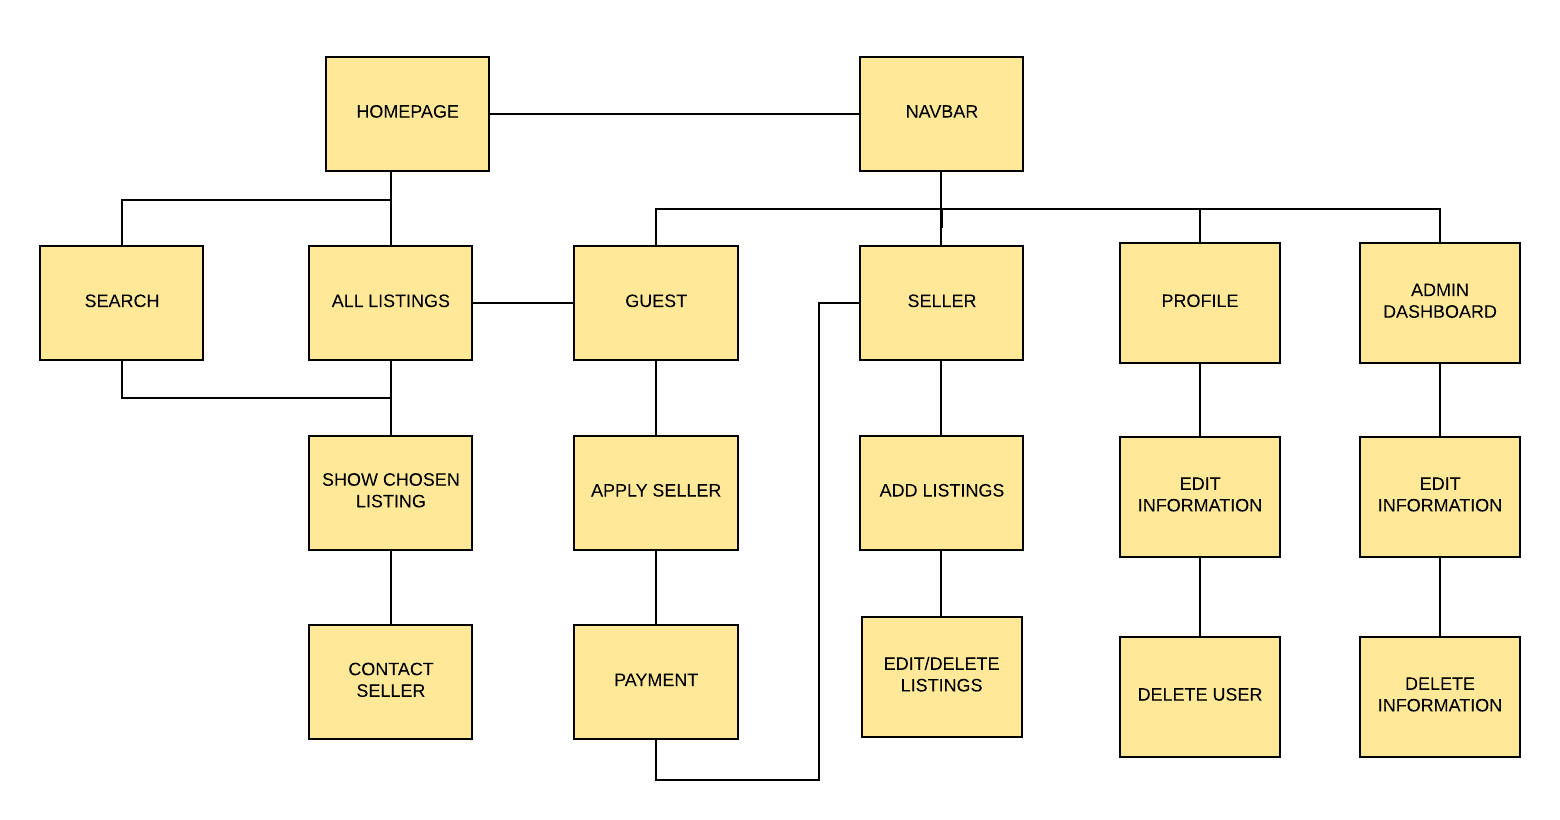 HOMEPAGE
NAVBAR
SEARCH
ALL LISTINGS
GUEST
SELLER
PROFILE
ADMIN
DASHBOARD
SHOW CHOSEN
LISTING
APPLY SELLER
ADD LISTINGS
EDIT
INFORMATION
EDIT
INFORMATION
CONTACT
SELLER
PAYMENT
EDIT/DELETE
LISTINGS
DELETE USER
DELETE
INFORMATION